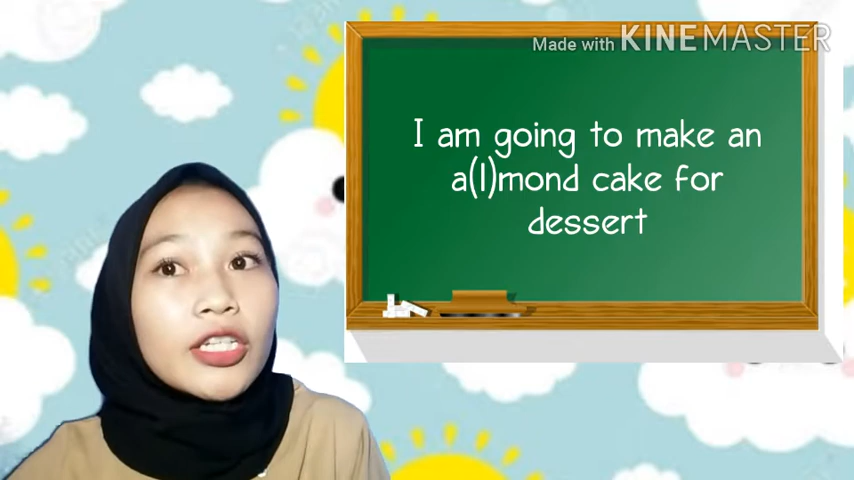 Made with KINEMASTER
I am going to make an
a(l)mond cake for
dessert